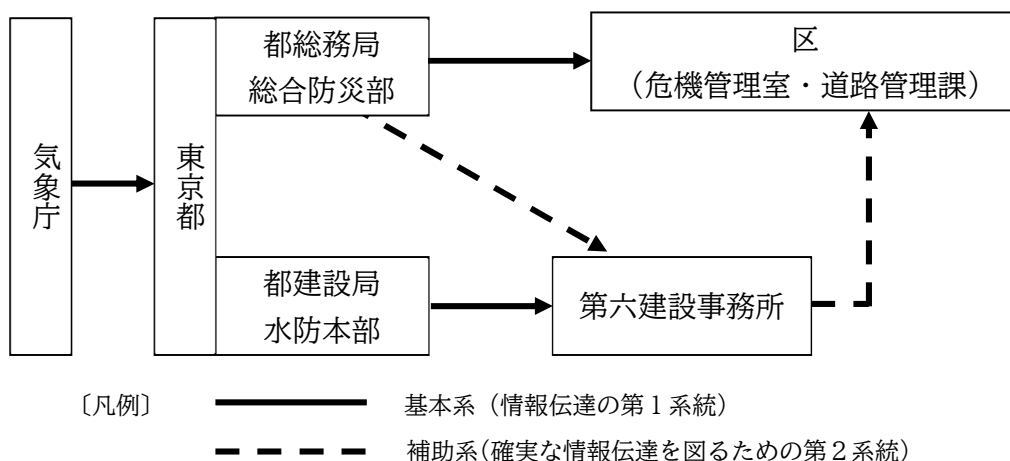 気象庁
東京都
都総務局
総合防災部
区
（危機管理室・道路管理課）
都建設局
水防本部
第六建設事務所
〔凡例〕
基本系（情報伝達の第１系統）
補助系(確実な情報伝達を図るための第２系統）